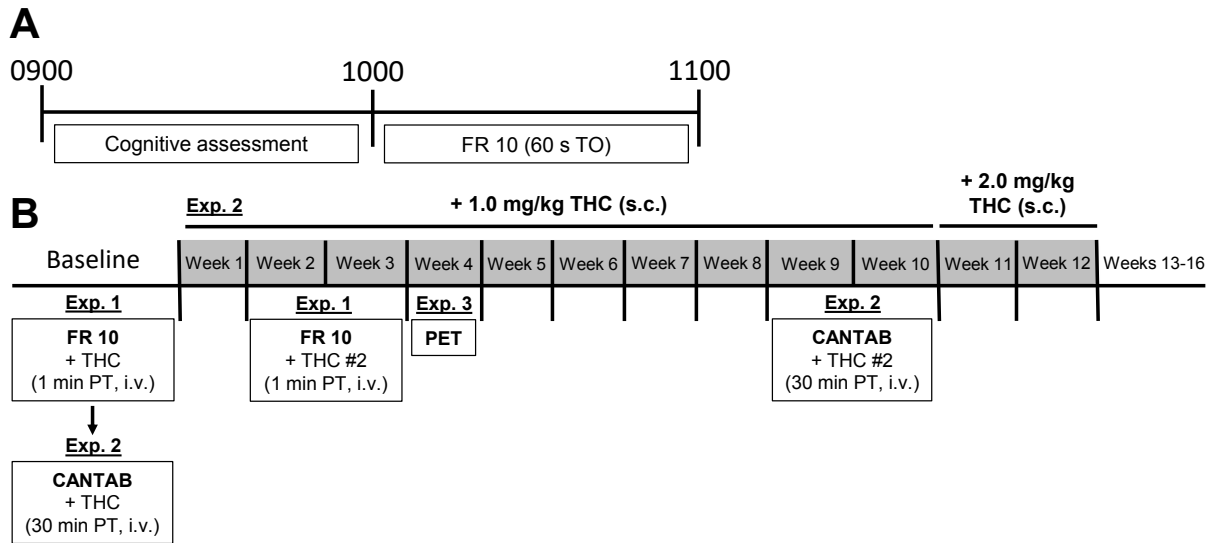 A
0900 1000 1100
Cognitive assessment FR 10 (60 s TO)
B
Exp. 2 + 1.0 mg/kg THC (s.c.)
+ 2.0 mg/kg
THC (s.c.)
Baseline Week 1 Week 2 Week 3 Week 4 Week 5 Week 6 Week 7 Week 8 Week 9 Week 10 Week 11 Week 12 Weeks 13-16
Exp. 1
FR 10
+ THC
(1 min PT, i.v.)
Exp. 2
CANTAB
+ THC
(30 min PT, i.v.)
Exp. 1
FR 10
+ THC #2
(1 min PT, i.v.)
Exp. 3
PET
Exp. 2
CANTAB
+ THC #2
(30 min PT, i.v.)